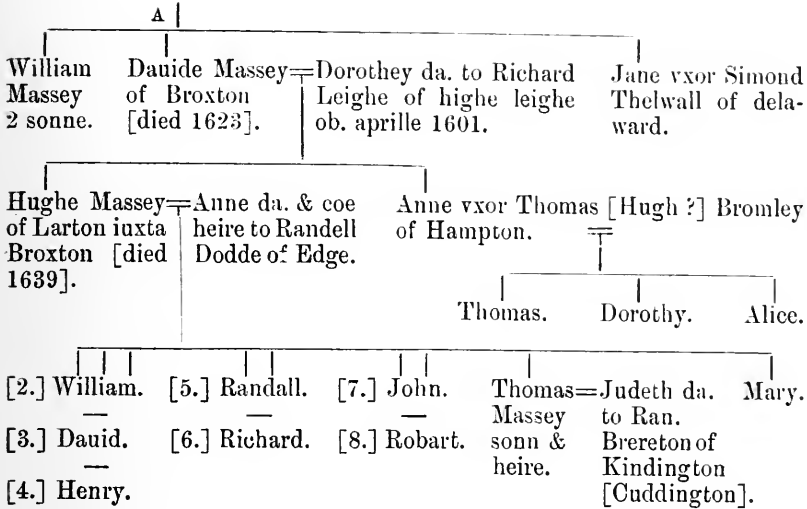 A
William
Massey
2 sonne.
Dauide Massey
of Broxton
[died 1623].
Dorothey da. to Richard
Leighe of highe leighe
ob. aprille 1601.
Jane vxor Simond
Thelwall of dela-
ward.
Hughe Massey
of Larton iuxta
Broxton [died
1639].
Anne da. & coe
heire to Randell
Dodde of Edge.
Anne vxor Thomas [Hugh ?] Bromley
of Hampton.
Thomas. Dorothy. Alice.
[2.] William.
[3.] Dauid.
[4.] Henry.
[5.] Randall.
[6.] Richard.
[7.] John.
[8.] Robart.
Thomas
Massey
sonn &
heire.
Judeth da.
to Ran.
Brereton of
Kindington
[Cuddington].
Mary.